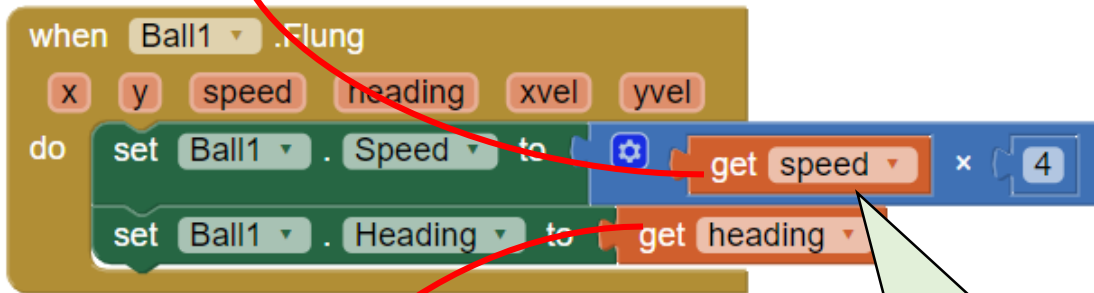 when Ball1 .Flung
x y speed heading xvel yvel
do set Ball1 . Speed to get speed × 4
set Ball1 . Heading to get heading